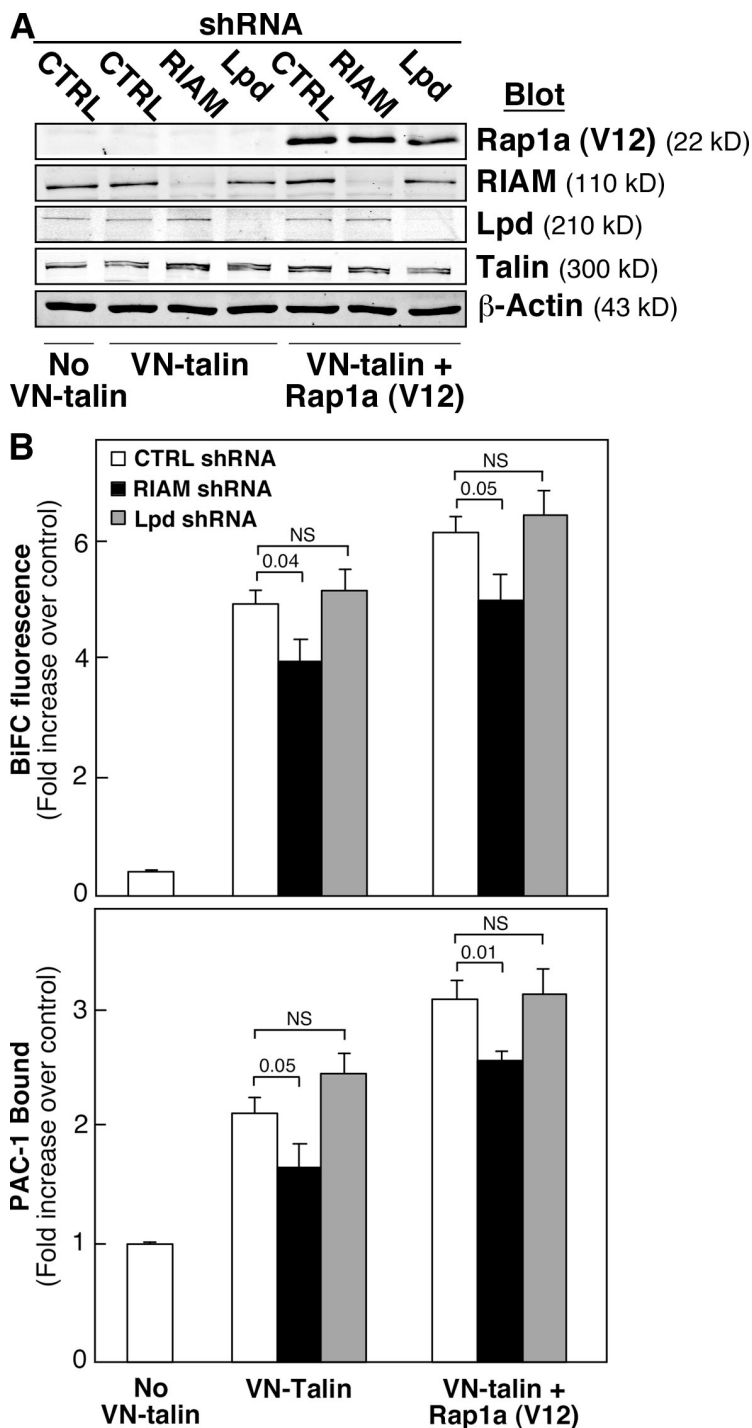 A
shRNA
CTRL CTRL RIAM Lpd CTRL RIAM Lpd
Blot
Rap1a (V12) (22 kD)
RIAM (110 kD)
Lpd (210 kD)
Talin (300 kD)
β-Actin (43 kD)
No VN-talin
VN-talin
VN-talin + Rap1a (V12)
B
CTRL shRNA
RIAM shRNA
Lpd shRNA
BiFC fluorescence
(Fold increase over control)
6
4
2
0
NS
0.04
NS
0.05
PAC-1 Bound
(Fold increase over control)
3
2
1
0
NS
0.05
NS
0.01
No VN-talin
VN-Talin
VN-talin + Rap1a (V12)